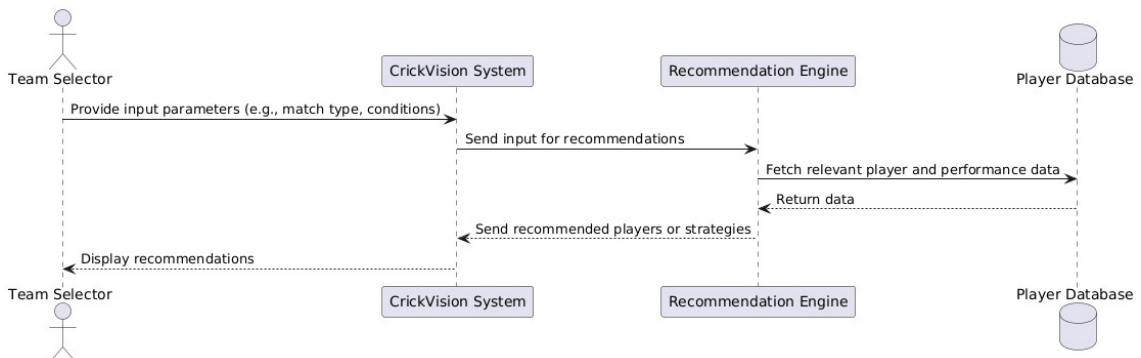 Team Selector
CrickVision System
Recommendation Engine
Player Database
Provide input parameters (e.g., match type, conditions)
Send input for recommendations
Fetch relevant player and performance data
Return data
Send recommended players or strategies
Display recommendations
Team Selector
CrickVision System
Recommendation Engine
Player Database